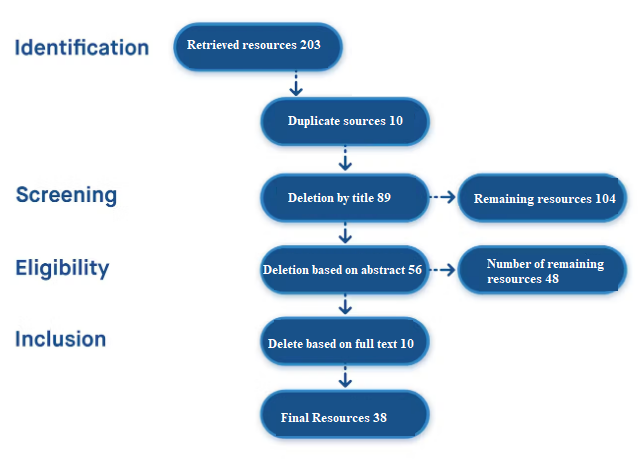 Identification
Retrieved resources 203
Duplicate sources 10
Screening
Deletion by title 89
Remaining resources 104
Eligibility
Deletion based on abstract 56
Number of remaining
resources 48
Inclusion
Delete based on full text 10
Final Resources 38